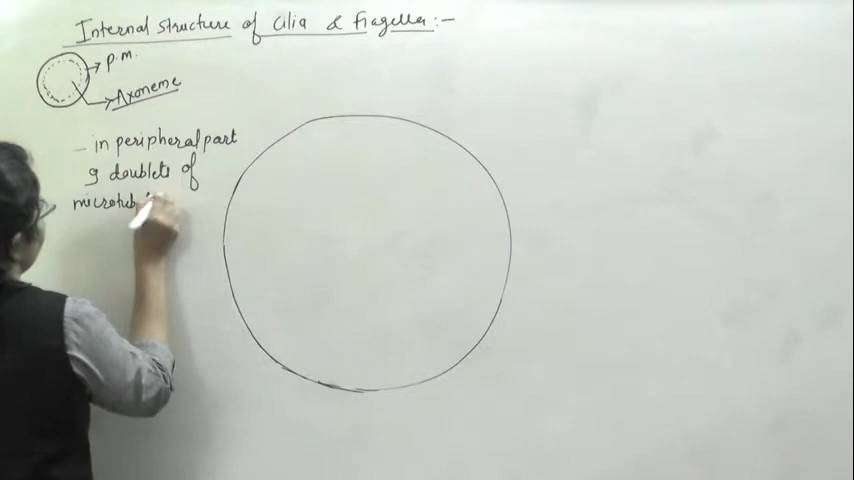 Internal Structure of Cilia & Flagella:-
P.M.
Axoneme
- in peripheral part
9 doublets of
microtub